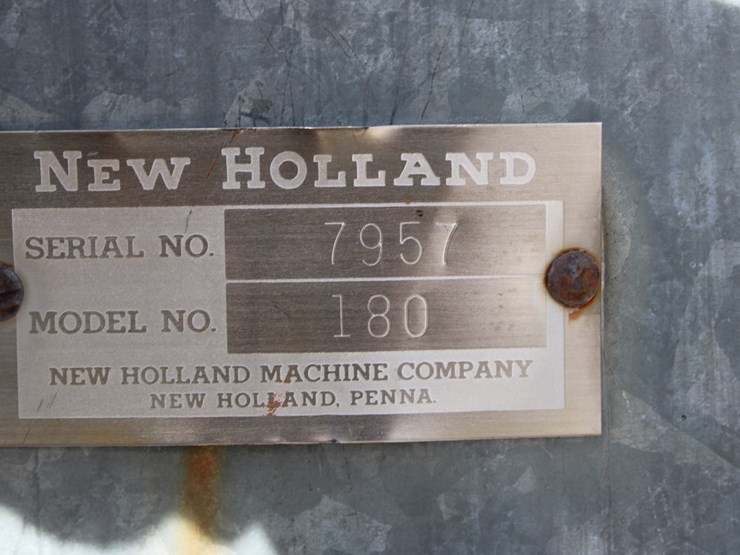 NEW HOLLAND
SERIAL NO. 7957
MODEL NO. 180
NEW HOLLAND MACHINE COMPANY
NEW HOLLAND, PENNA.